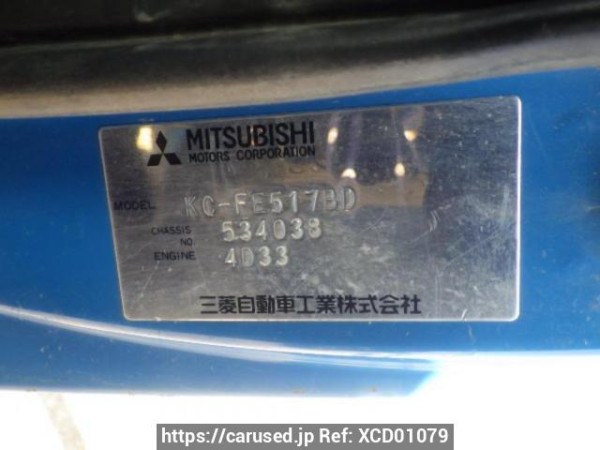 MITSUBISHI
MOTORS CORPORATION
MODEL KC-FE517BD
CHASSIS NO 534038
ENGINE 4D33
三菱自動車工業株式会社
https://carused.jp Ref: XCD01079